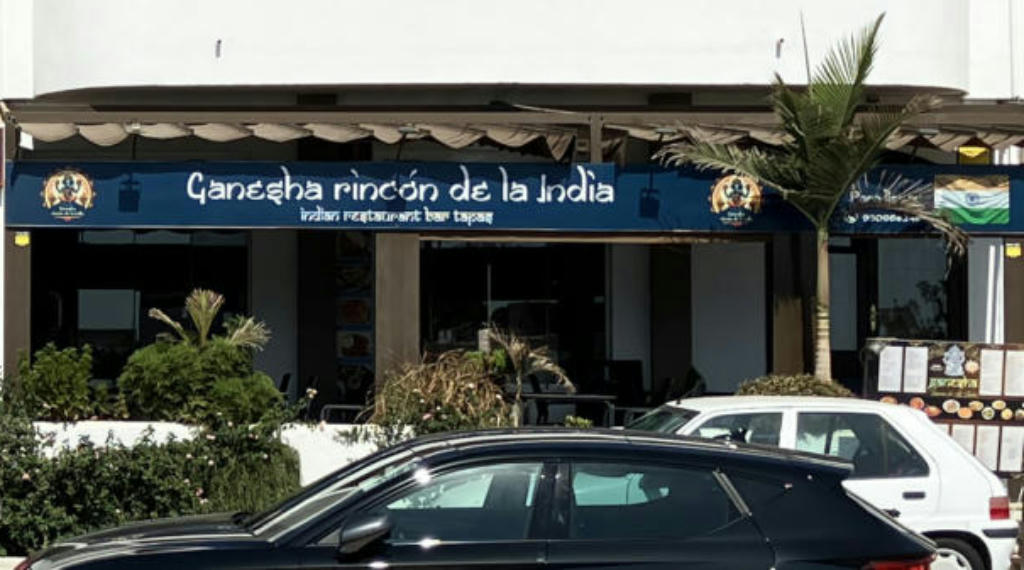 Ganesha rincón de la India
indian restaurant bar tapas